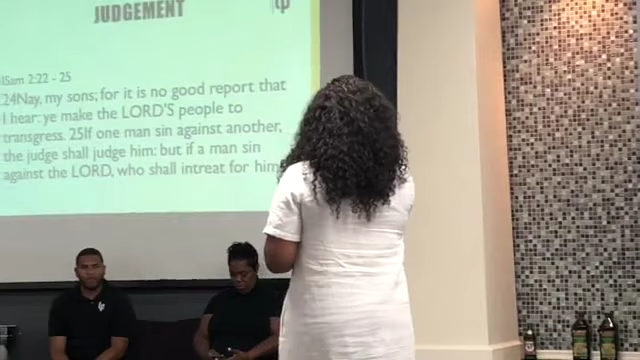 JUDGEMENT
ISam 2:22 - 25
:24Nay, my sons; for it is no good report that
I hear: ye make the LORD'S people to
transgress. 25If one man sin against another,
the judge shall judge him: but if a man sin
against the LORD, who shall intreat for him